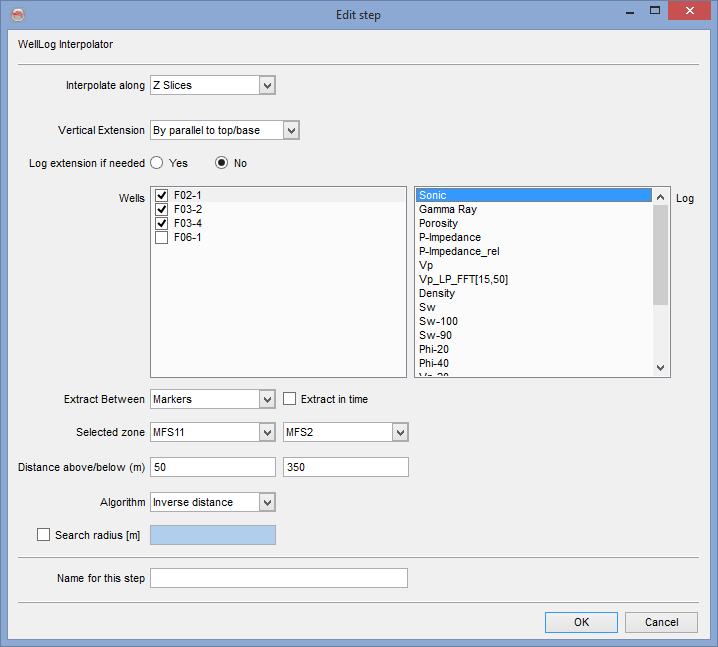 Edit step
WellLog Interpolator
Interpolate along Z Slices
Vertical Extension By parallel to top/base
Log extension if needed Yes No
Wells
F02-1
F03-2
F03-4
F06-1
Sonic
Gamma Ray
Porosity
P-Impedance
P-Impedance_rel
Vp
Vp_LP_FFT[15,50]
Density
Sw
Sw-100
Sw-90
Phi-20
Phi-40
Log
Extract Between Markers Extract in time
Selected zone MFS11 MFS2
Distance above/below (m) 50 350
Algorithm Inverse distance
Search radius [m]
Name for this step
OK Cancel